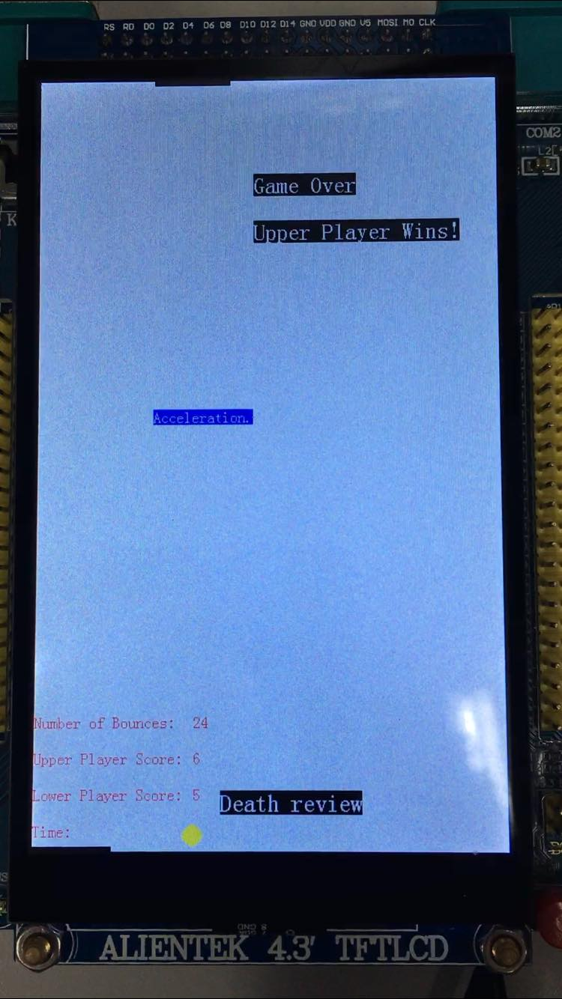 RS RD D0 D2 D4 D6 D8 D10 D12 D14 GND VDD GND V5 MOSI MO CLK
COM2
L2
K
Game Over
Upper Player Wins!
Acceleration.
Number of Bounces: 24
Upper Player Score: 6
Lower Player Score: 5
Death review
Time:
GND
ALIENTEK 4.3' TFTLCD